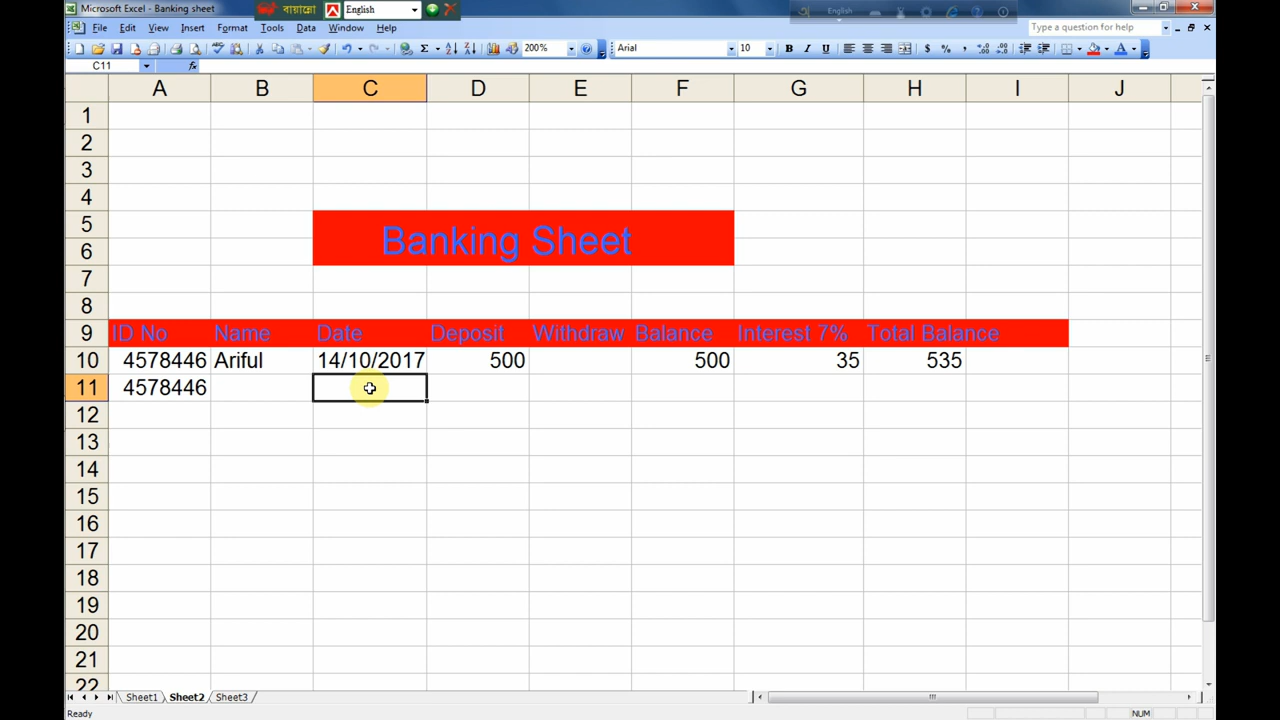 Microsoft Excel - Banking sheet
বায়ান্নো
English
English
File Edit View Insert Format Tools Data Window Help
Type a question for help
200%
Arial
10
B I U
C11
fx
A B C D E F G H I J
1
2
3
4
5
Banking Sheet
6
7
8
9 ID No Name Date Deposit Withdraw Balance Interest 7% Total Balance
10 4578446 Ariful 14/10/2017 500 500 35 535
11 4578446
12
13
14
15
16
17
18
19
20
21
22
Sheet1 Sheet2 Sheet3
Ready
NUM